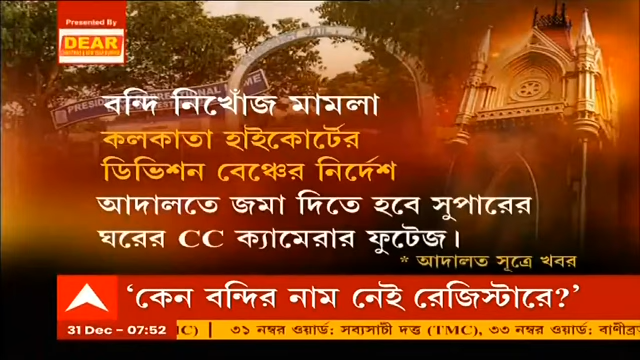 Presented By
DEAR
বন্দি নিখোঁজ মামলা
কলকাতা হাইকোর্টের
ডিভিশন বেঞ্চের নির্দেশ
আদালতে জমা দিতে হবে সুপারের
ঘরের CC ক্যামেরার ফুটেজ।
* আদালত সূত্রে খবর
'কেন বন্দির নাম নেই রেজিস্টারে?'
31 Dec - 07:52
MC) | ৩১ নম্বর ওয়ার্ড: সব্যসাচী দত্ত (TMC), ৩৩ নম্বর ওয়ার্ড: বাণীব্র